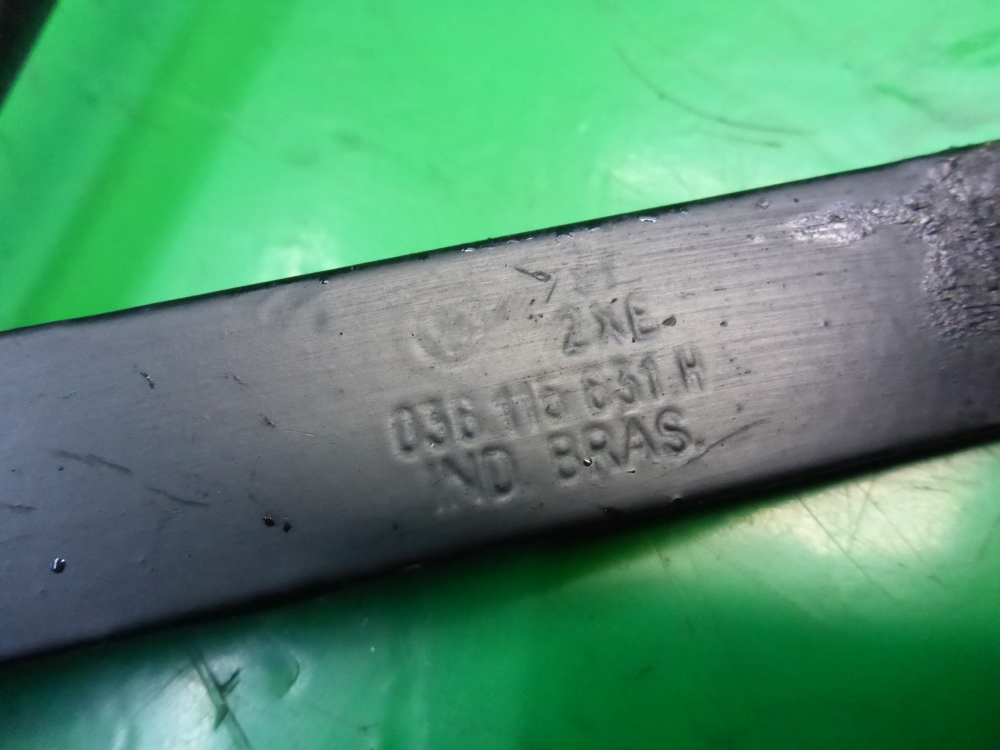 2XE
036 115 631 H
IND BRAS.